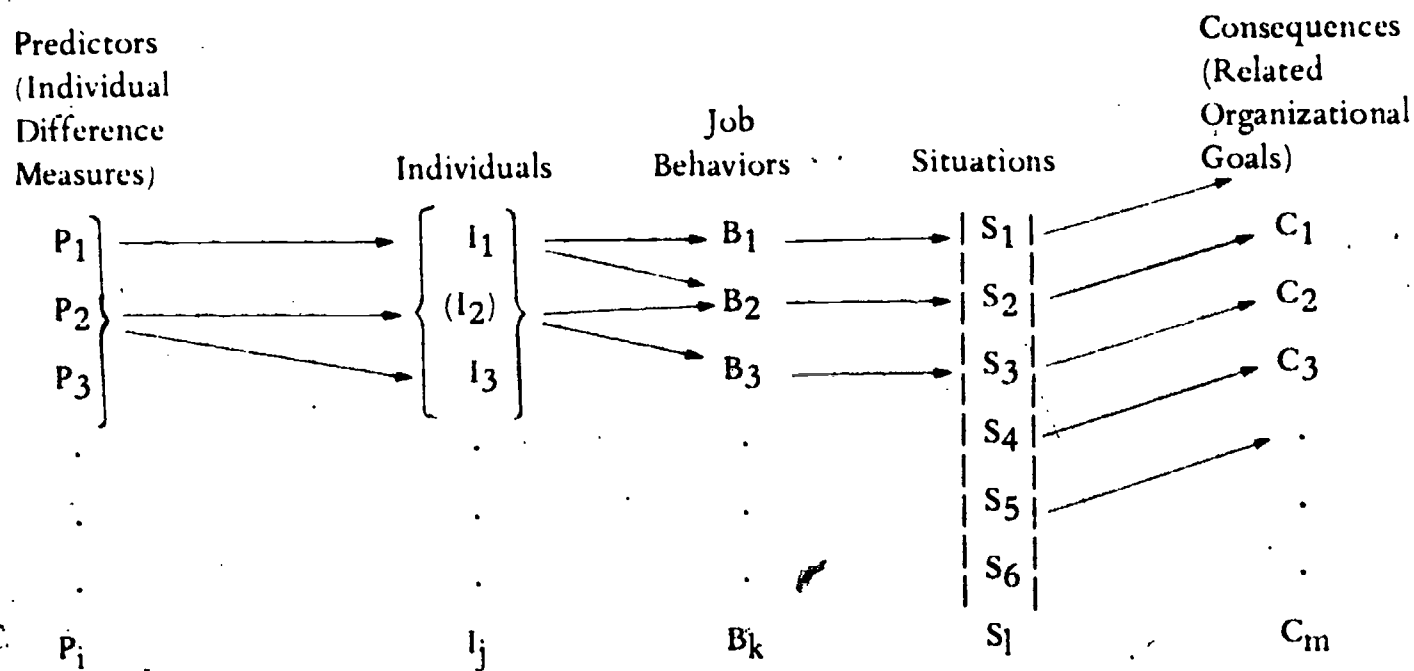 Predictors
(Individual
Difference
Measures)
Individuals
Job
Behaviors
Situations
Consequences
(Related
Organizational
Goals)
P1 I1 B1 S1 C1
P2 (I2) B2 S2 C2
P3 I3 B3 S3 C3
. . . S4 .
. . . S5 .
. . . S6 .
Pi Ij Bk Sl Cm